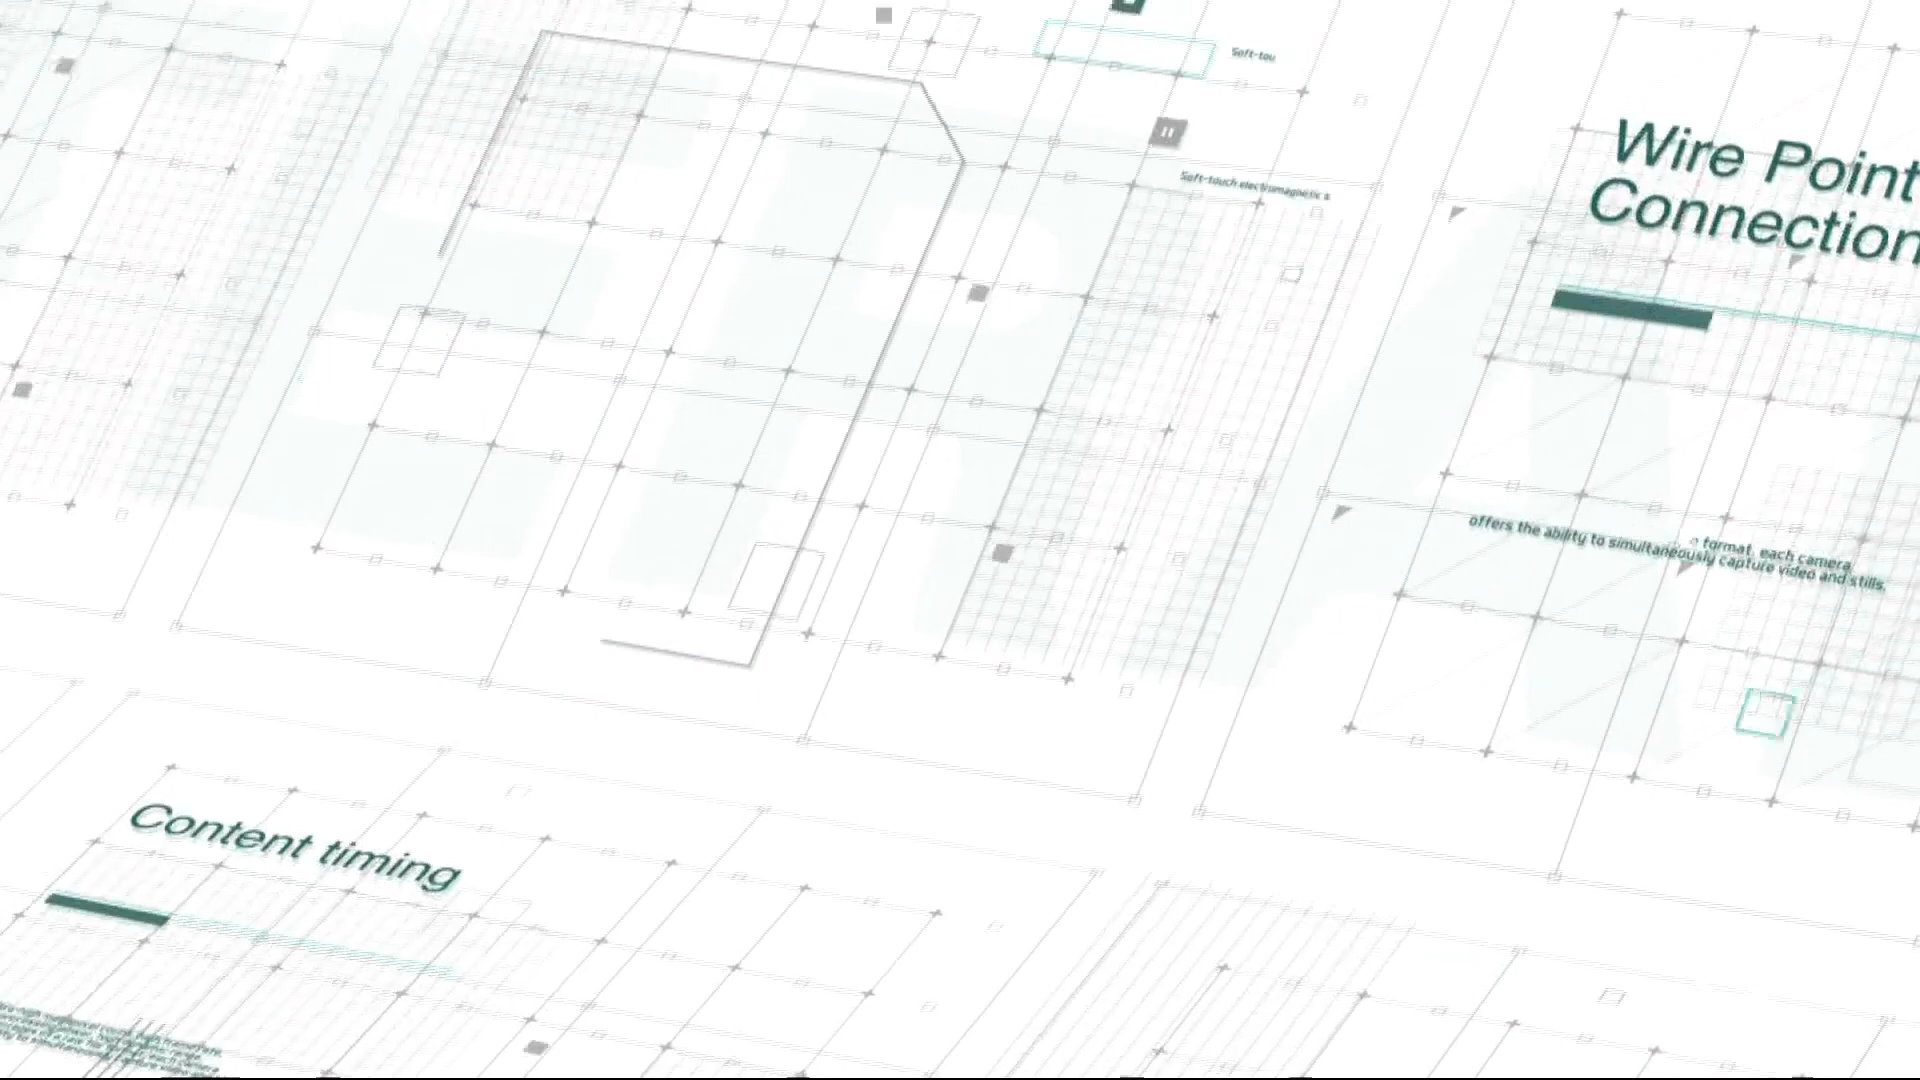 Soft-tou
Soft-touch electromagnetic s
Wire Point
Connection
format, each camera
offers the ability to simultaneously capture video and stills.
Content timing